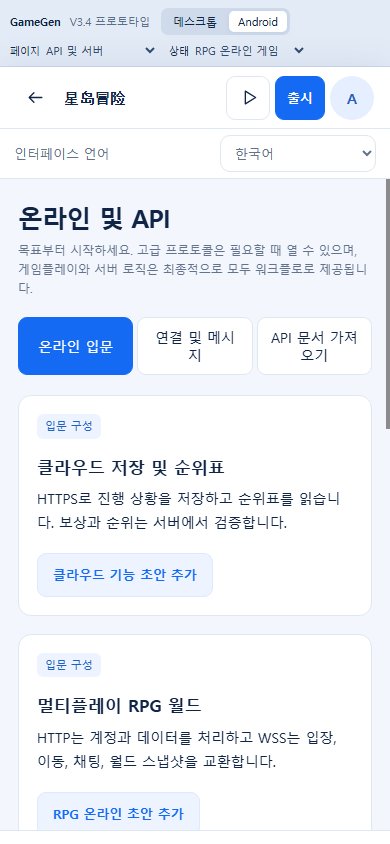 GameGen V3.4 프로토타입 데스크톱 Android
페이지 API 및 서버 상태 RPG 온라인 게임
星岛冒险 출시 A
인터페이스 언어 한국어
온라인 및 API
목표부터 시작하세요. 고급 프로토콜은 필요할 때 열 수 있으며,
게임플레이와 서버 로직은 최종적으로 모두 워크플로로 제공됩니
다.
온라인 입문
연결 및 메시
지
API 문서 가져
오기
입문 구성
클라우드 저장 및 순위표
HTTPS로 진행 상황을 저장하고 순위표를 읽습니
다. 보상과 순위는 서버에서 검증합니다.
클라우드 기능 초안 추가
입문 구성
멀티플레이 RPG 월드
HTTP는 계정과 데이터를 처리하고 WSS는 입장,
이동, 채팅, 월드 스냅샷을 교환합니다.
RPG 온라인 초안 추가